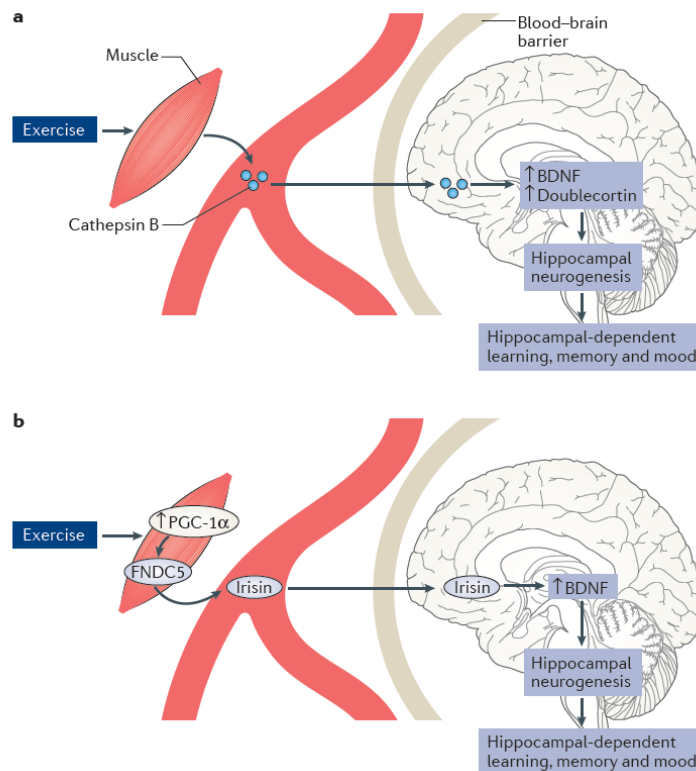 a
Blood–brain
barrier
Muscle
Exercise
Cathepsin B
↑BDNF
↑Doublecortin
Hippocampal
neurogenesis
Hippocampal-dependent
learning, memory and mood
b
Exercise
↑PGC-1α
FNDC5
Irisin
Irisin
↑BDNF
Hippocampal
neurogenesis
Hippocampal-dependent
learning, memory and mood